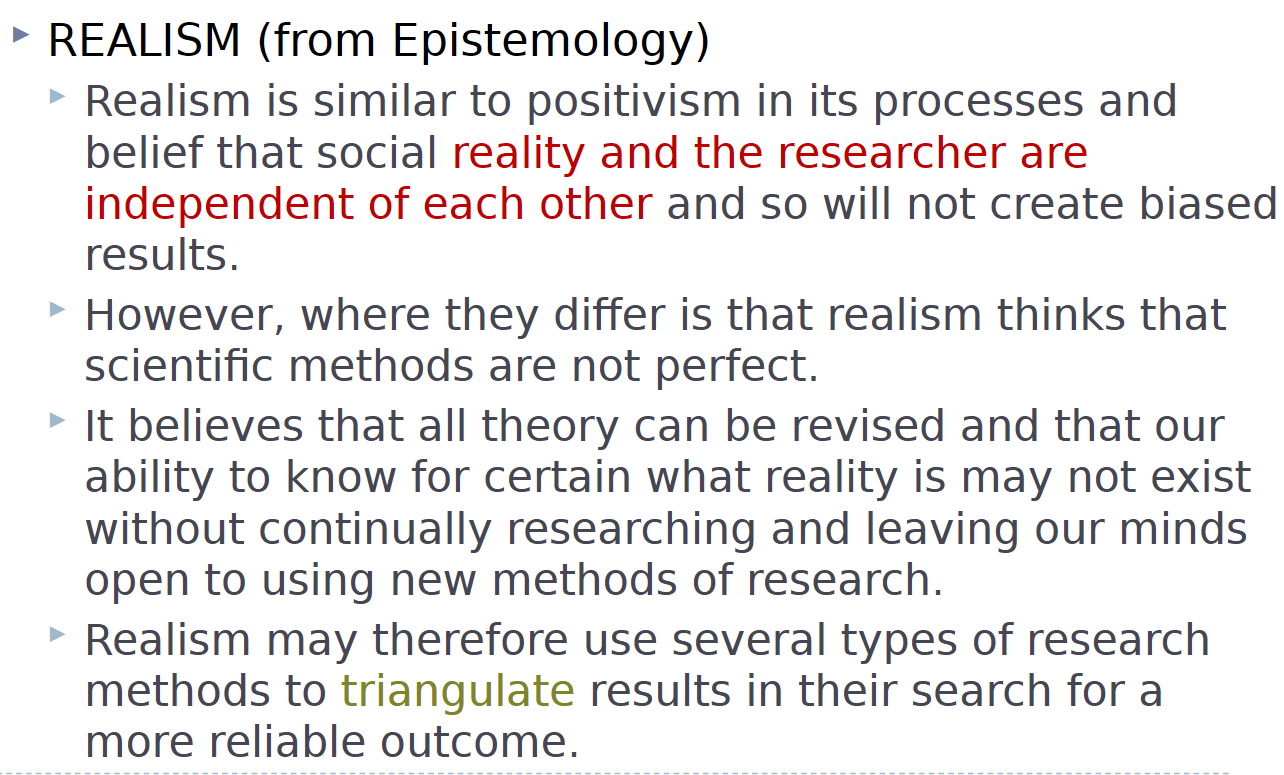 REALISM (from Epistemology)
Realism is similar to positivism in its processes and
belief that social reality and the researcher are
independent of each other and so will not create biased
results.
However, where they differ is that realism thinks that
scientific methods are not perfect.
It believes that all theory can be revised and that our
ability to know for certain what reality is may not exist
without continually researching and leaving our minds
open to using new methods of research.
Realism may therefore use several types of research
methods to triangulate results in their search for a
more reliable outcome.